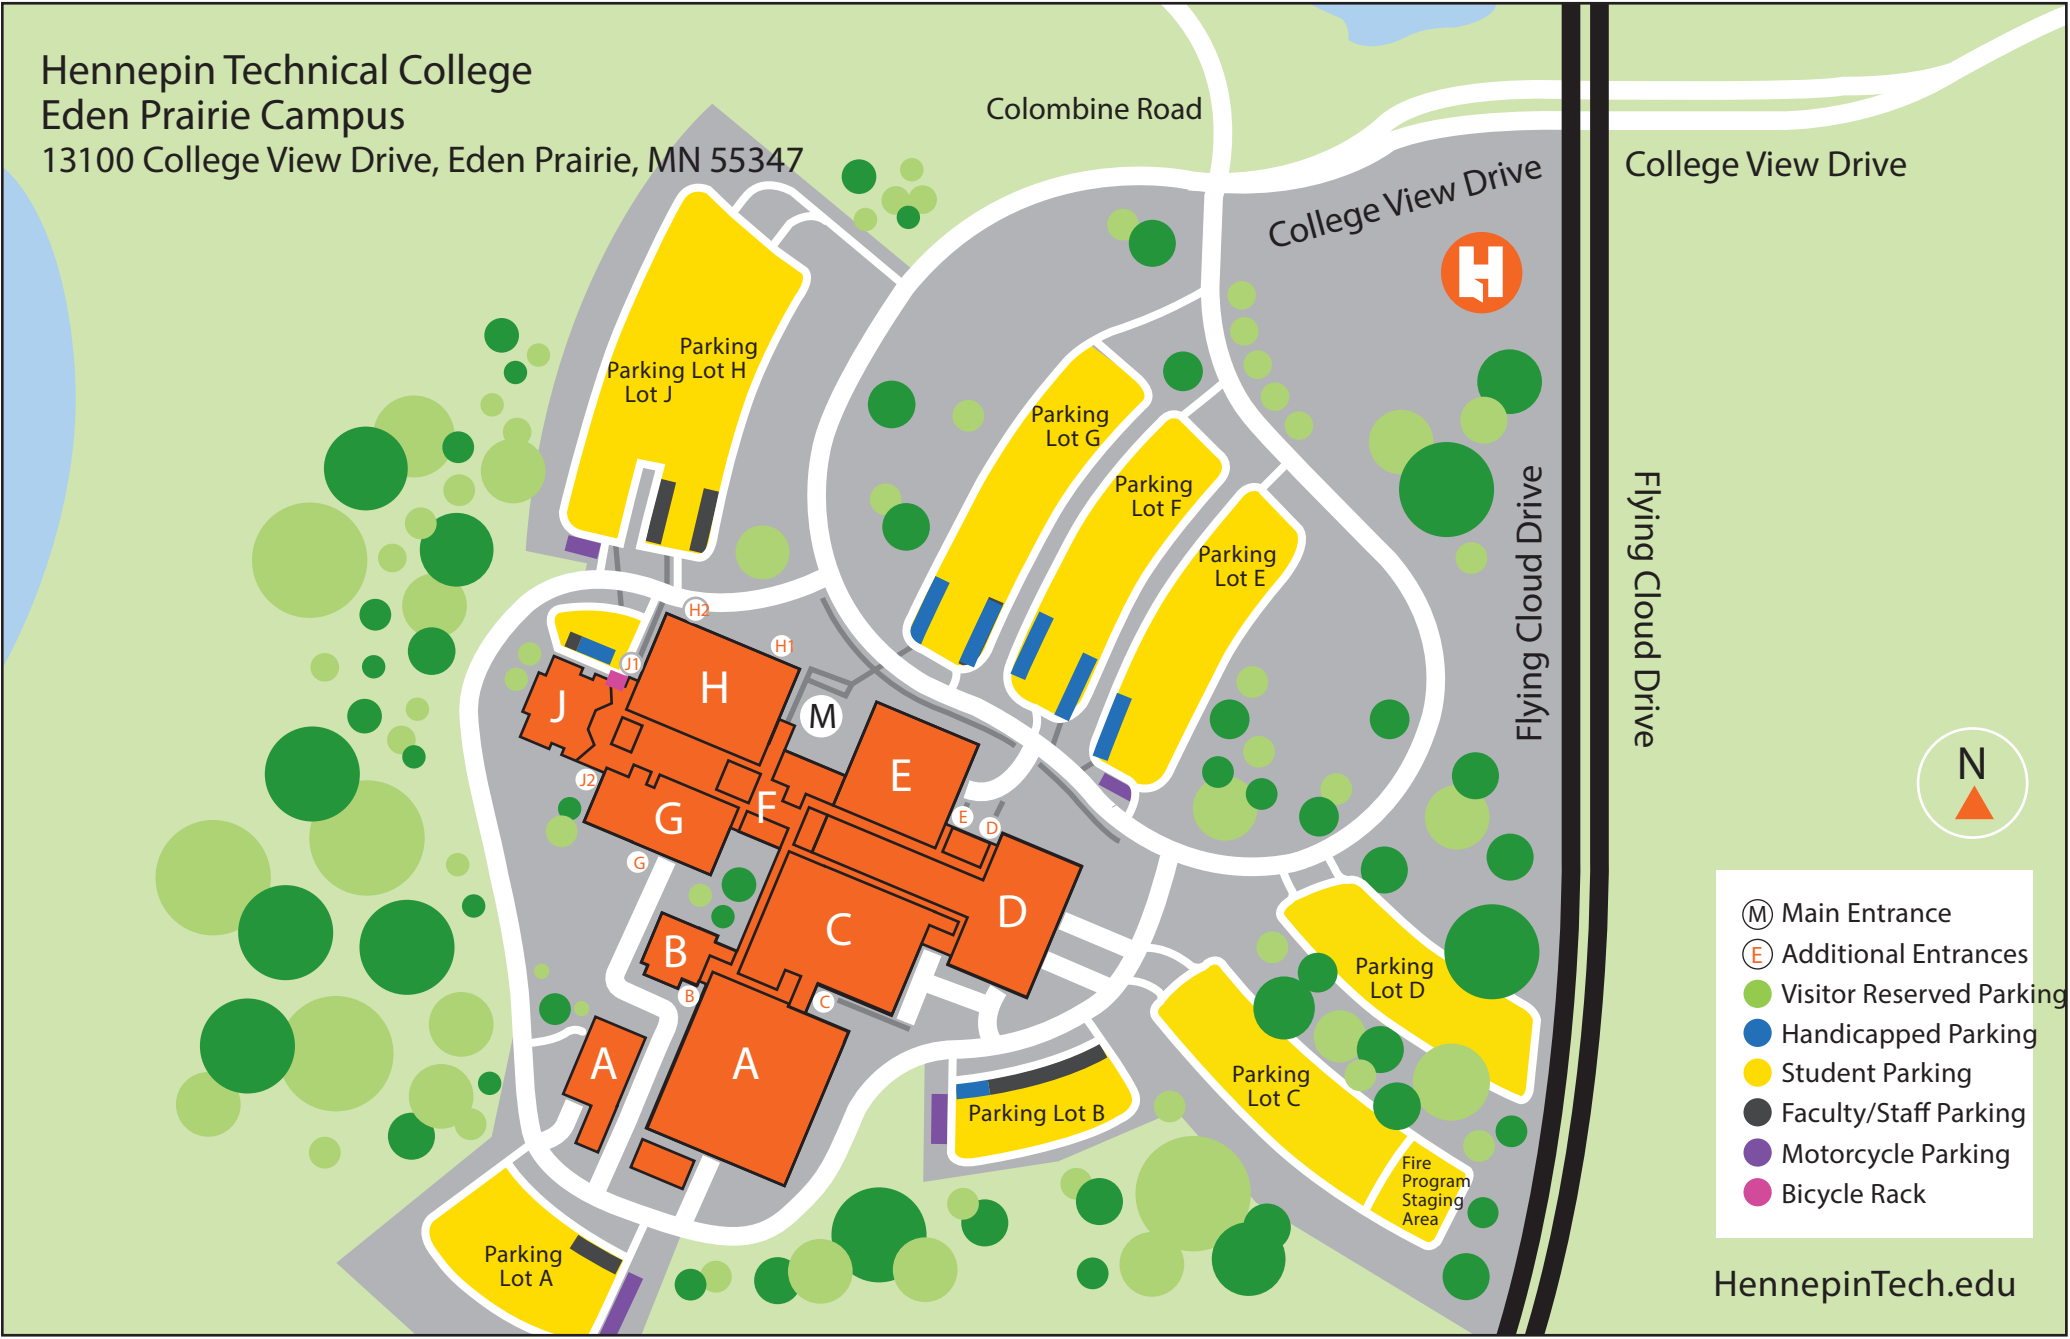 Hennepin Technical College
Eden Prairie Campus
13100 College View Drive, Eden Prairie, MN 55347
Colombine Road
College View Drive
College View Drive
H
Parking
Lot H
Parking
Lot J
Parking
Lot G
Parking
Lot F
Parking
Lot E
Flying Cloud Drive
Flying Cloud Drive
H2
H1
J1
H
J
M
E
J2
F
G
E
D
G
C
D
B
B
C
A
A
Parking
Lot D
Parking
Lot C
Parking Lot B
Fire
Program
Staging
Area
Parking
Lot A
N
M Main Entrance
E Additional Entrances
Visitor Reserved Parking
Handicapped Parking
Student Parking
Faculty/Staff Parking
Motorcycle Parking
Bicycle Rack
HennepinTech.edu